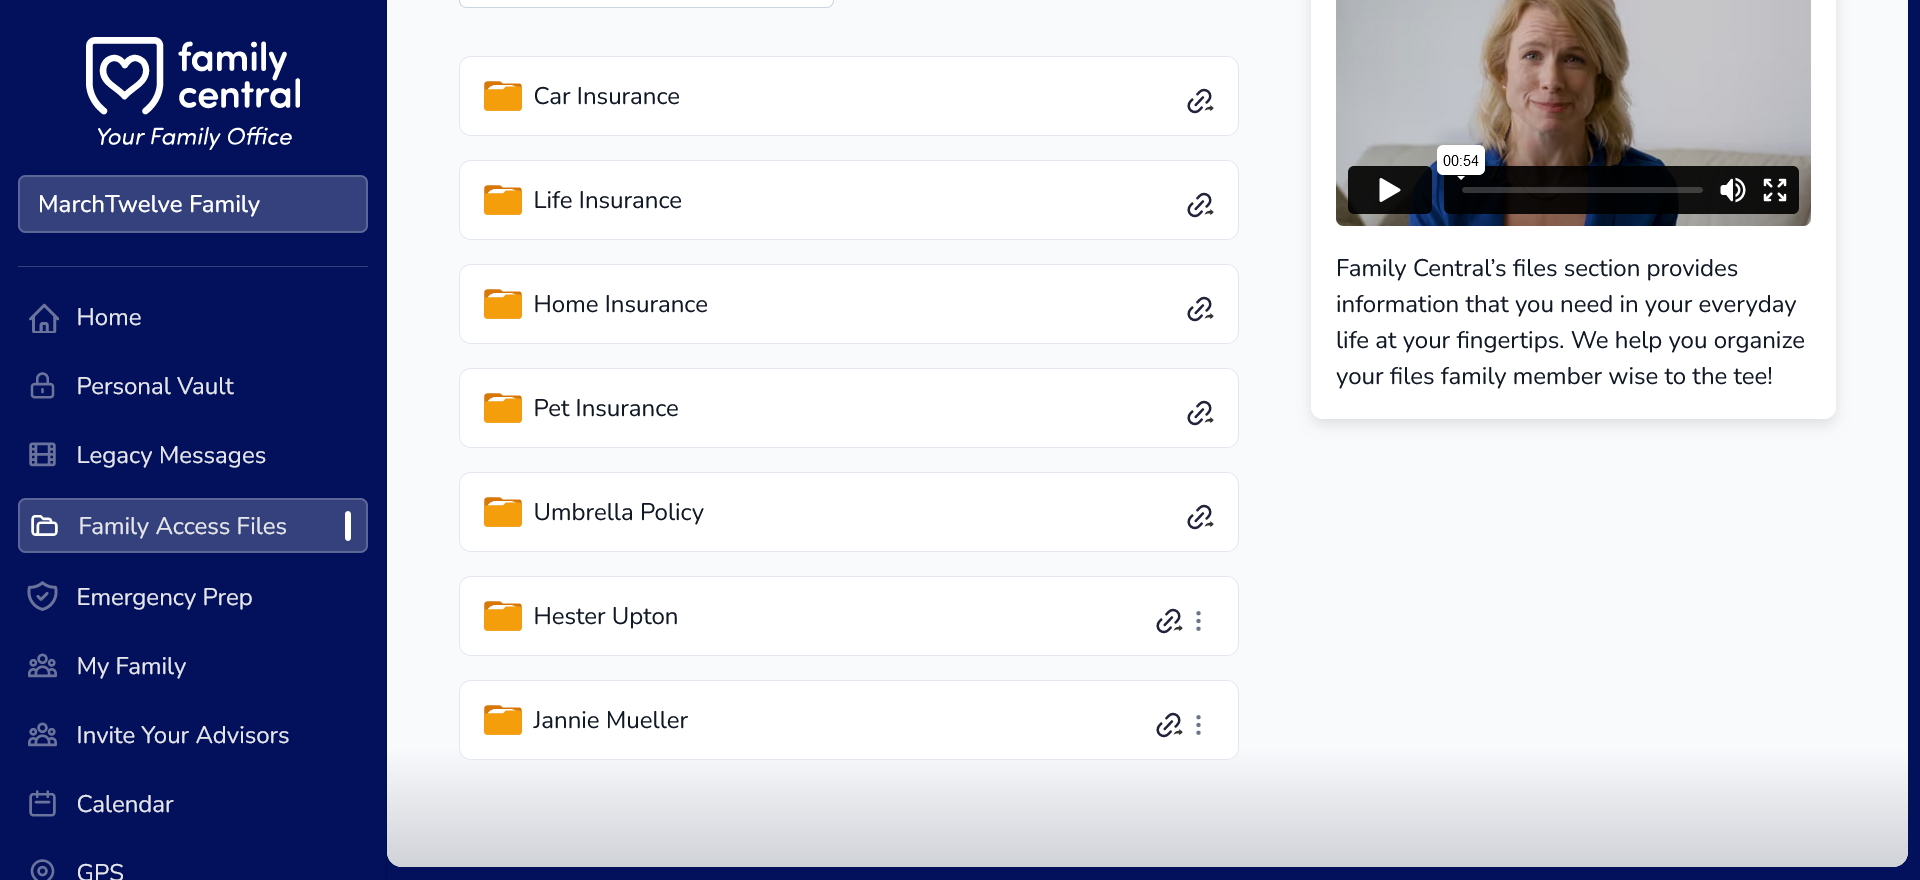 family
central
Your Family Office
MarchTwelve Family
Home
Personal Vault
Legacy Messages
Family Access Files
Emergency Prep
My Family
Invite Your Advisors
Calendar
GPS
Car Insurance
Life Insurance
Home Insurance
Pet Insurance
Umbrella Policy
Hester Upton
Jannie Mueller
00:54
Family Central’s files section provides
information that you need in your everyday
life at your fingertips. We help you organize
your files family member wise to the tee!